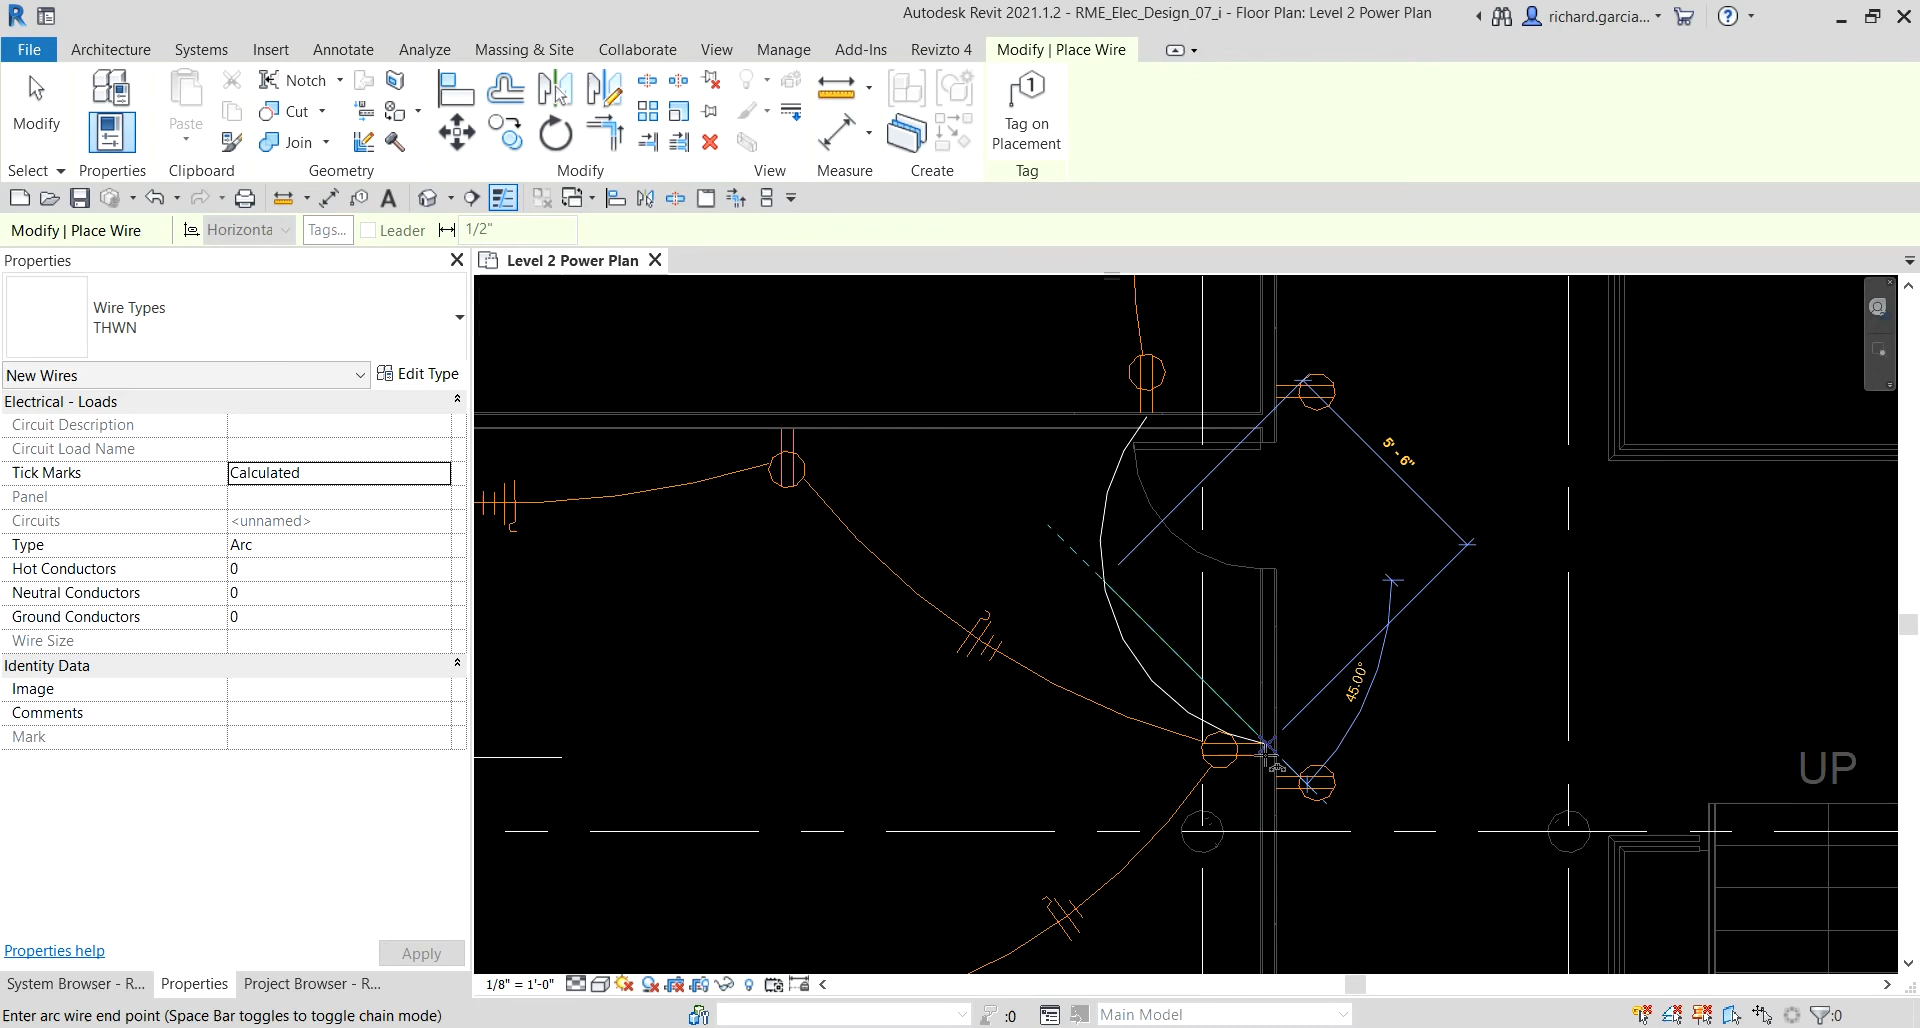 Autodesk Revit 2021.1.2 - RME_Elec_Design_07_i - Floor Plan: Level 2 Power Plan
richard.garcia...
File Architecture Systems Insert Annotate Analyze Massing & Site Collaborate View Manage Add-Ins Revizto 4 Modify | Place Wire
Modify
Paste
Notch
Cut
Join
Tag on
Placement
Select Properties Clipboard Geometry Modify View Measure Create Tag
Modify | Place Wire Horizonta Tags... Leader 1/2"
Properties
Level 2 Power Plan
Wire Types
THWN
New Wires
Edit Type
Electrical - Loads
Circuit Description
Circuit Load Name
Tick Marks Calculated
Panel
Circuits <unnamed>
Type Arc
Hot Conductors 0
Neutral Conductors 0
Ground Conductors 0
Wire Size
Identity Data
Image
Comments
Mark
5' - 6"
45.00°
UP
Properties help
Apply
System Browser - R... Properties Project Browser - R...
1/8" = 1'-0"
Enter arc wire end point (Space Bar toggles to toggle chain mode)
:0
Main Model
:0